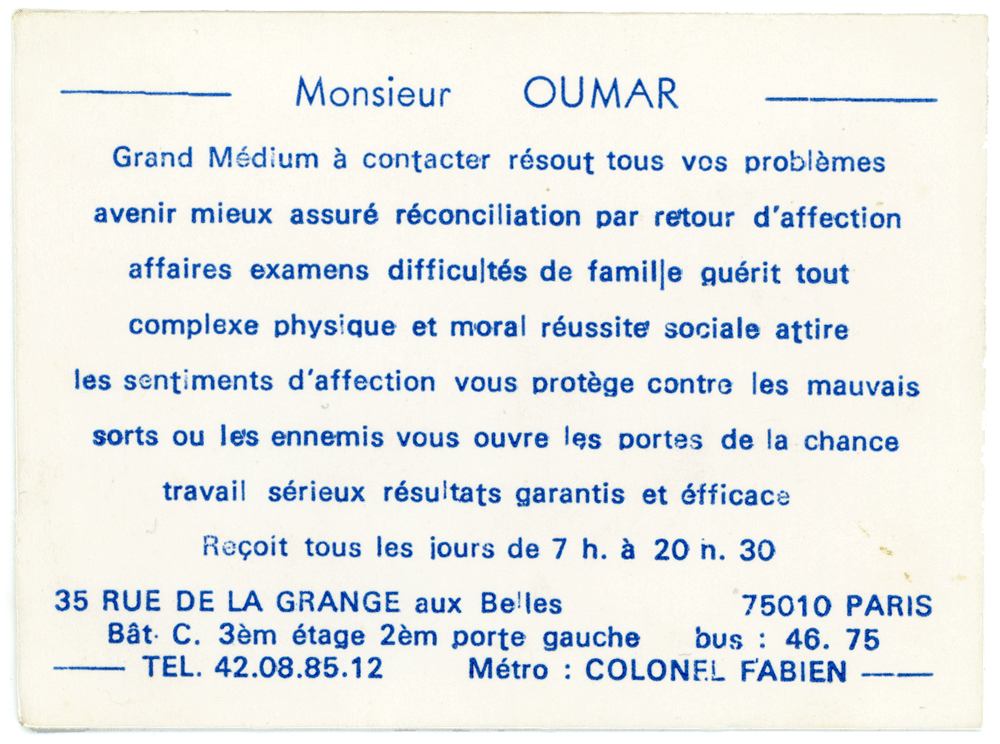 Monsieur OUMAR
Grand Médium à contacter résout tous vos problèmes
avenir mieux assuré réconciliation par retour d'affection
affaires examens difficultés de famille guérit tout
complexe physique et moral réussite sociale attire
les sentiments d'affection vous protège contre les mauvais
sorts ou les ennemis vous ouvre les portes de la chance
travail sérieux résultats garantis et éfficace
Reçoit tous les jours de 7 h. à 20 h. 30
35 RUE DE LA GRANGE aux Belles 75010 PARIS
Bât. C. 3èm étage 2èm porte gauche bus : 46. 75
TEL. 42.08.85.12 Métro : COLONEL FABIEN